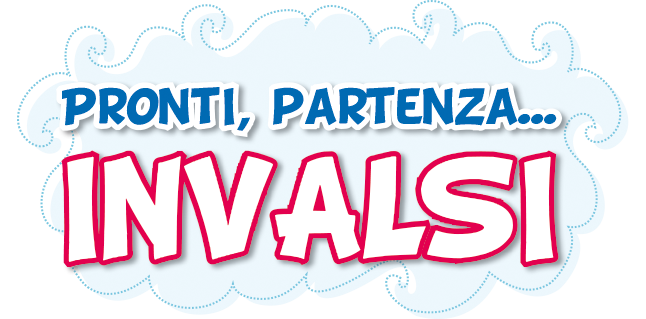 PRONTI, PARTENZA...
INVALSI